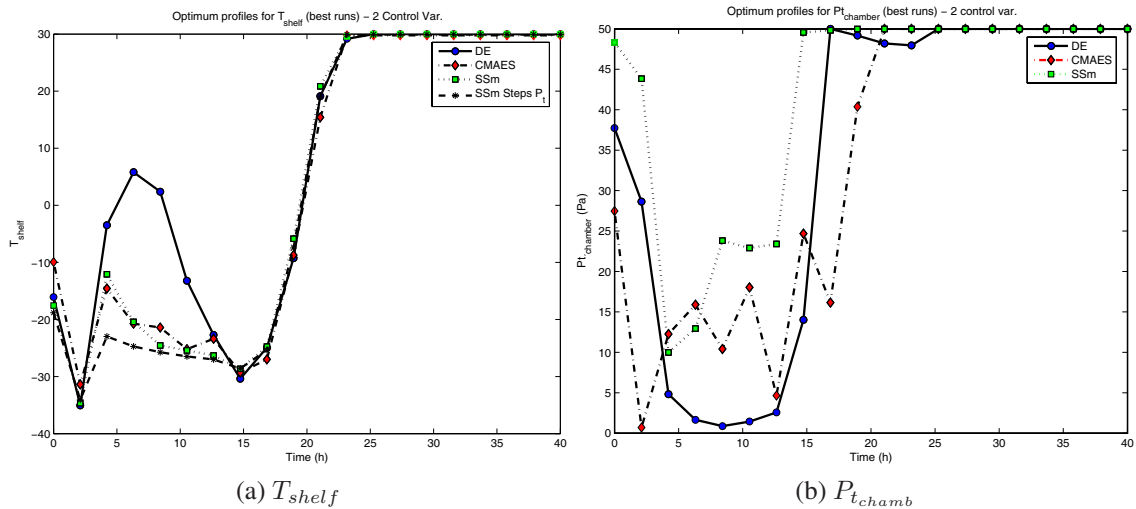 Optimum profiles for T_shelf (best runs) − 2 Control Var.
30
20
10
0
−10
−20
−30
−40
T_shelf
DE
CMAES
SSm
SSm Steps P_t
0 5 10 15 20 25 30 35 40
Time (h)
(a) T_shelf
Optimum profiles for Pt_chamber (best runs) − 2 control var.
50
45
40
35
30
25
20
15
10
5
0
Pt_chamber (Pa)
DE
CMAES
SSm
0 5 10 15 20 25 30 35 40
Time (h)
(b) P_t_chamb